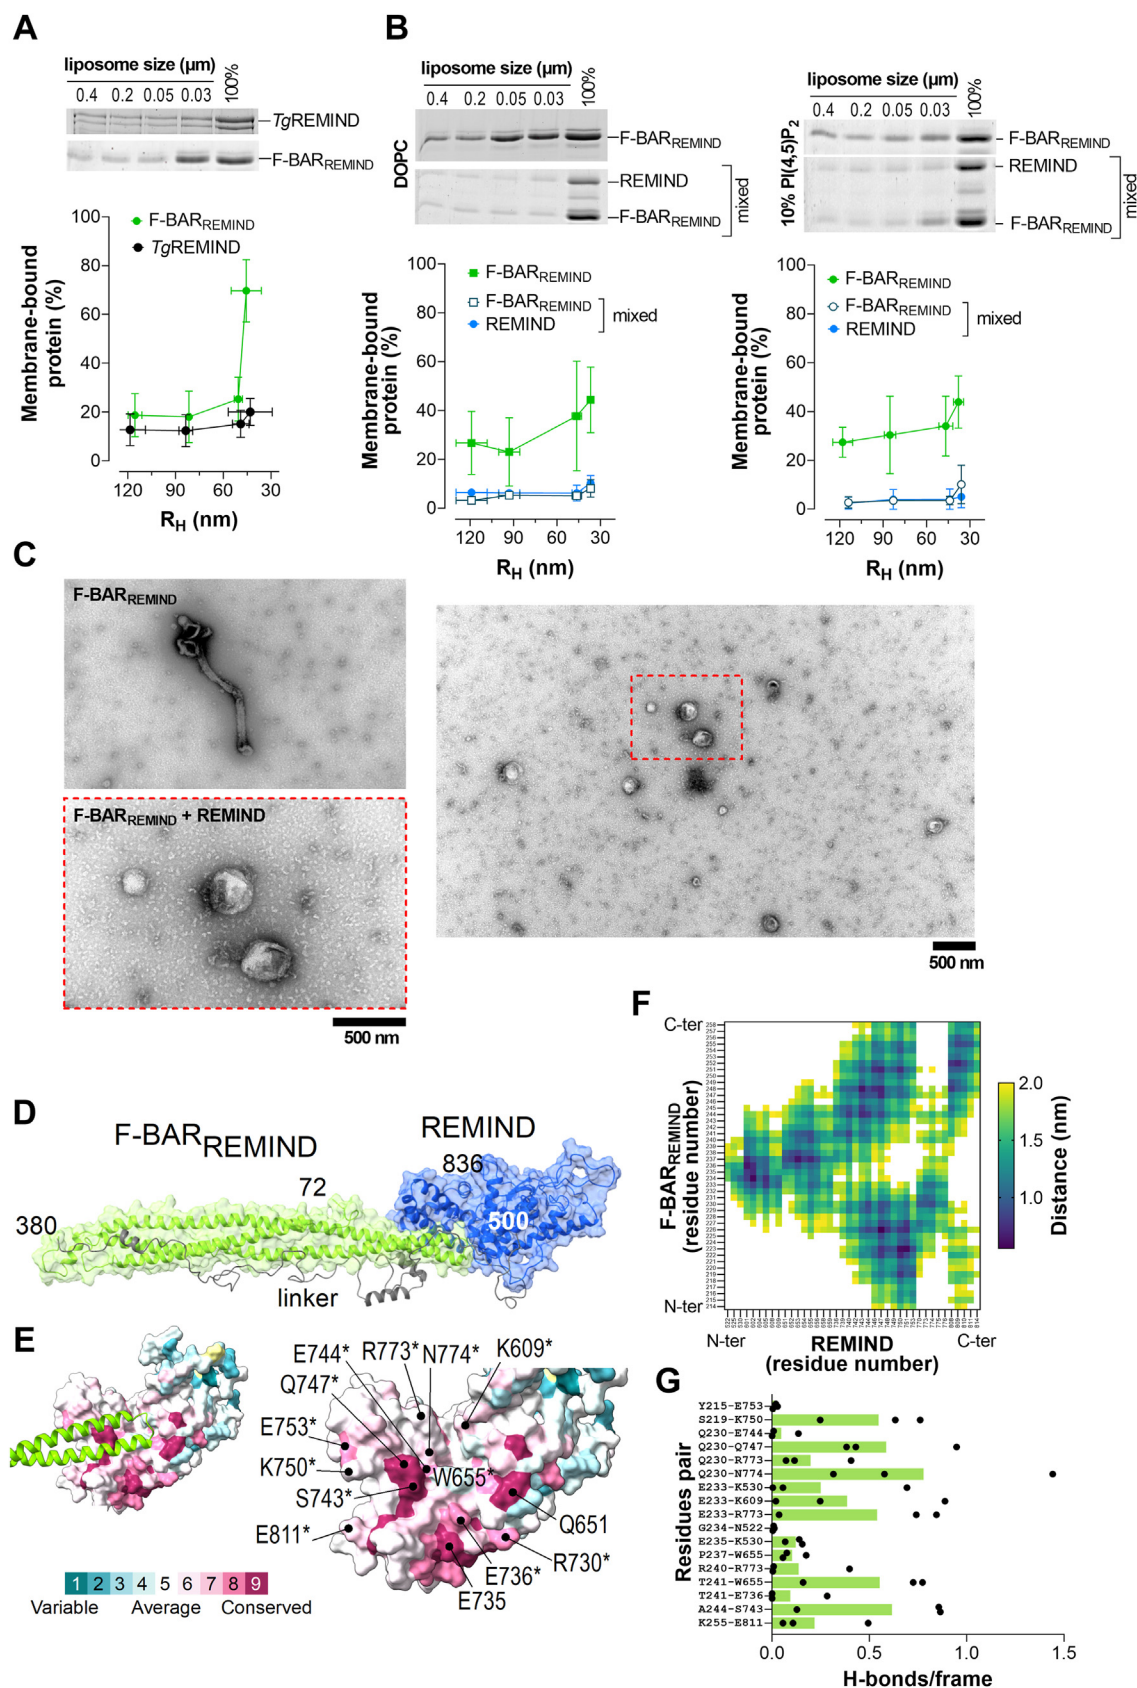 A
liposome size (µm)
0.4 0.2 0.05 0.03 100%
TgREMIND
F-BARREMIND
100
80
60
40
20
0
F-BARREMIND
TgREMIND
Membrane-bound
protein (%)
120 90 60 30
RH (nm)
B
liposome size (µm)
0.4 0.2 0.05 0.03 100%
DOPC
F-BARREMIND
REMIND
F-BARREMIND
mixed
100
80
60
40
20
0
F-BARREMIND
F-BARREMIND
REMIND
mixed
Membrane-bound
protein (%)
120 90 60 30
RH (nm)
liposome size (µm)
0.4 0.2 0.05 0.03 100%
10% PI(4,5)P2
F-BARREMIND
REMIND
F-BARREMIND
mixed
100
80
60
40
20
0
F-BARREMIND
F-BARREMIND
REMIND
mixed
Membrane-bound
protein (%)
120 90 60 30
RH (nm)
C
F-BARREMIND
F-BARREMIND + REMIND
500 nm
500 nm
D
F-BARREMIND
REMIND
380
72
836
500
linker
E
E744*
R773*
N774*
K609*
Q747*
E753*
K750*
S743*
W655*
E811*
Q651
R730*
E736*
E735
1 2 3 4 5 6 7 8 9
Variable Average Conserved
F
C-ter
N-ter
F-BARREMIND
(residue number)
N-ter
C-ter
REMIND
(residue number)
2.0
1.5
1.0
Distance (nm)
G
Residues pair
Y215-E753
S219-K750
Q230-E744
Q230-Q747
Q230-R773
Q230-N774
E233-K530
E233-K609
E233-R773
G234-N522
E235-K530
P237-W655
R240-R773
T241-W655
T241-E736
A244-S743
K255-E811
0.0 0.5 1.0 1.5
H-bonds/frame